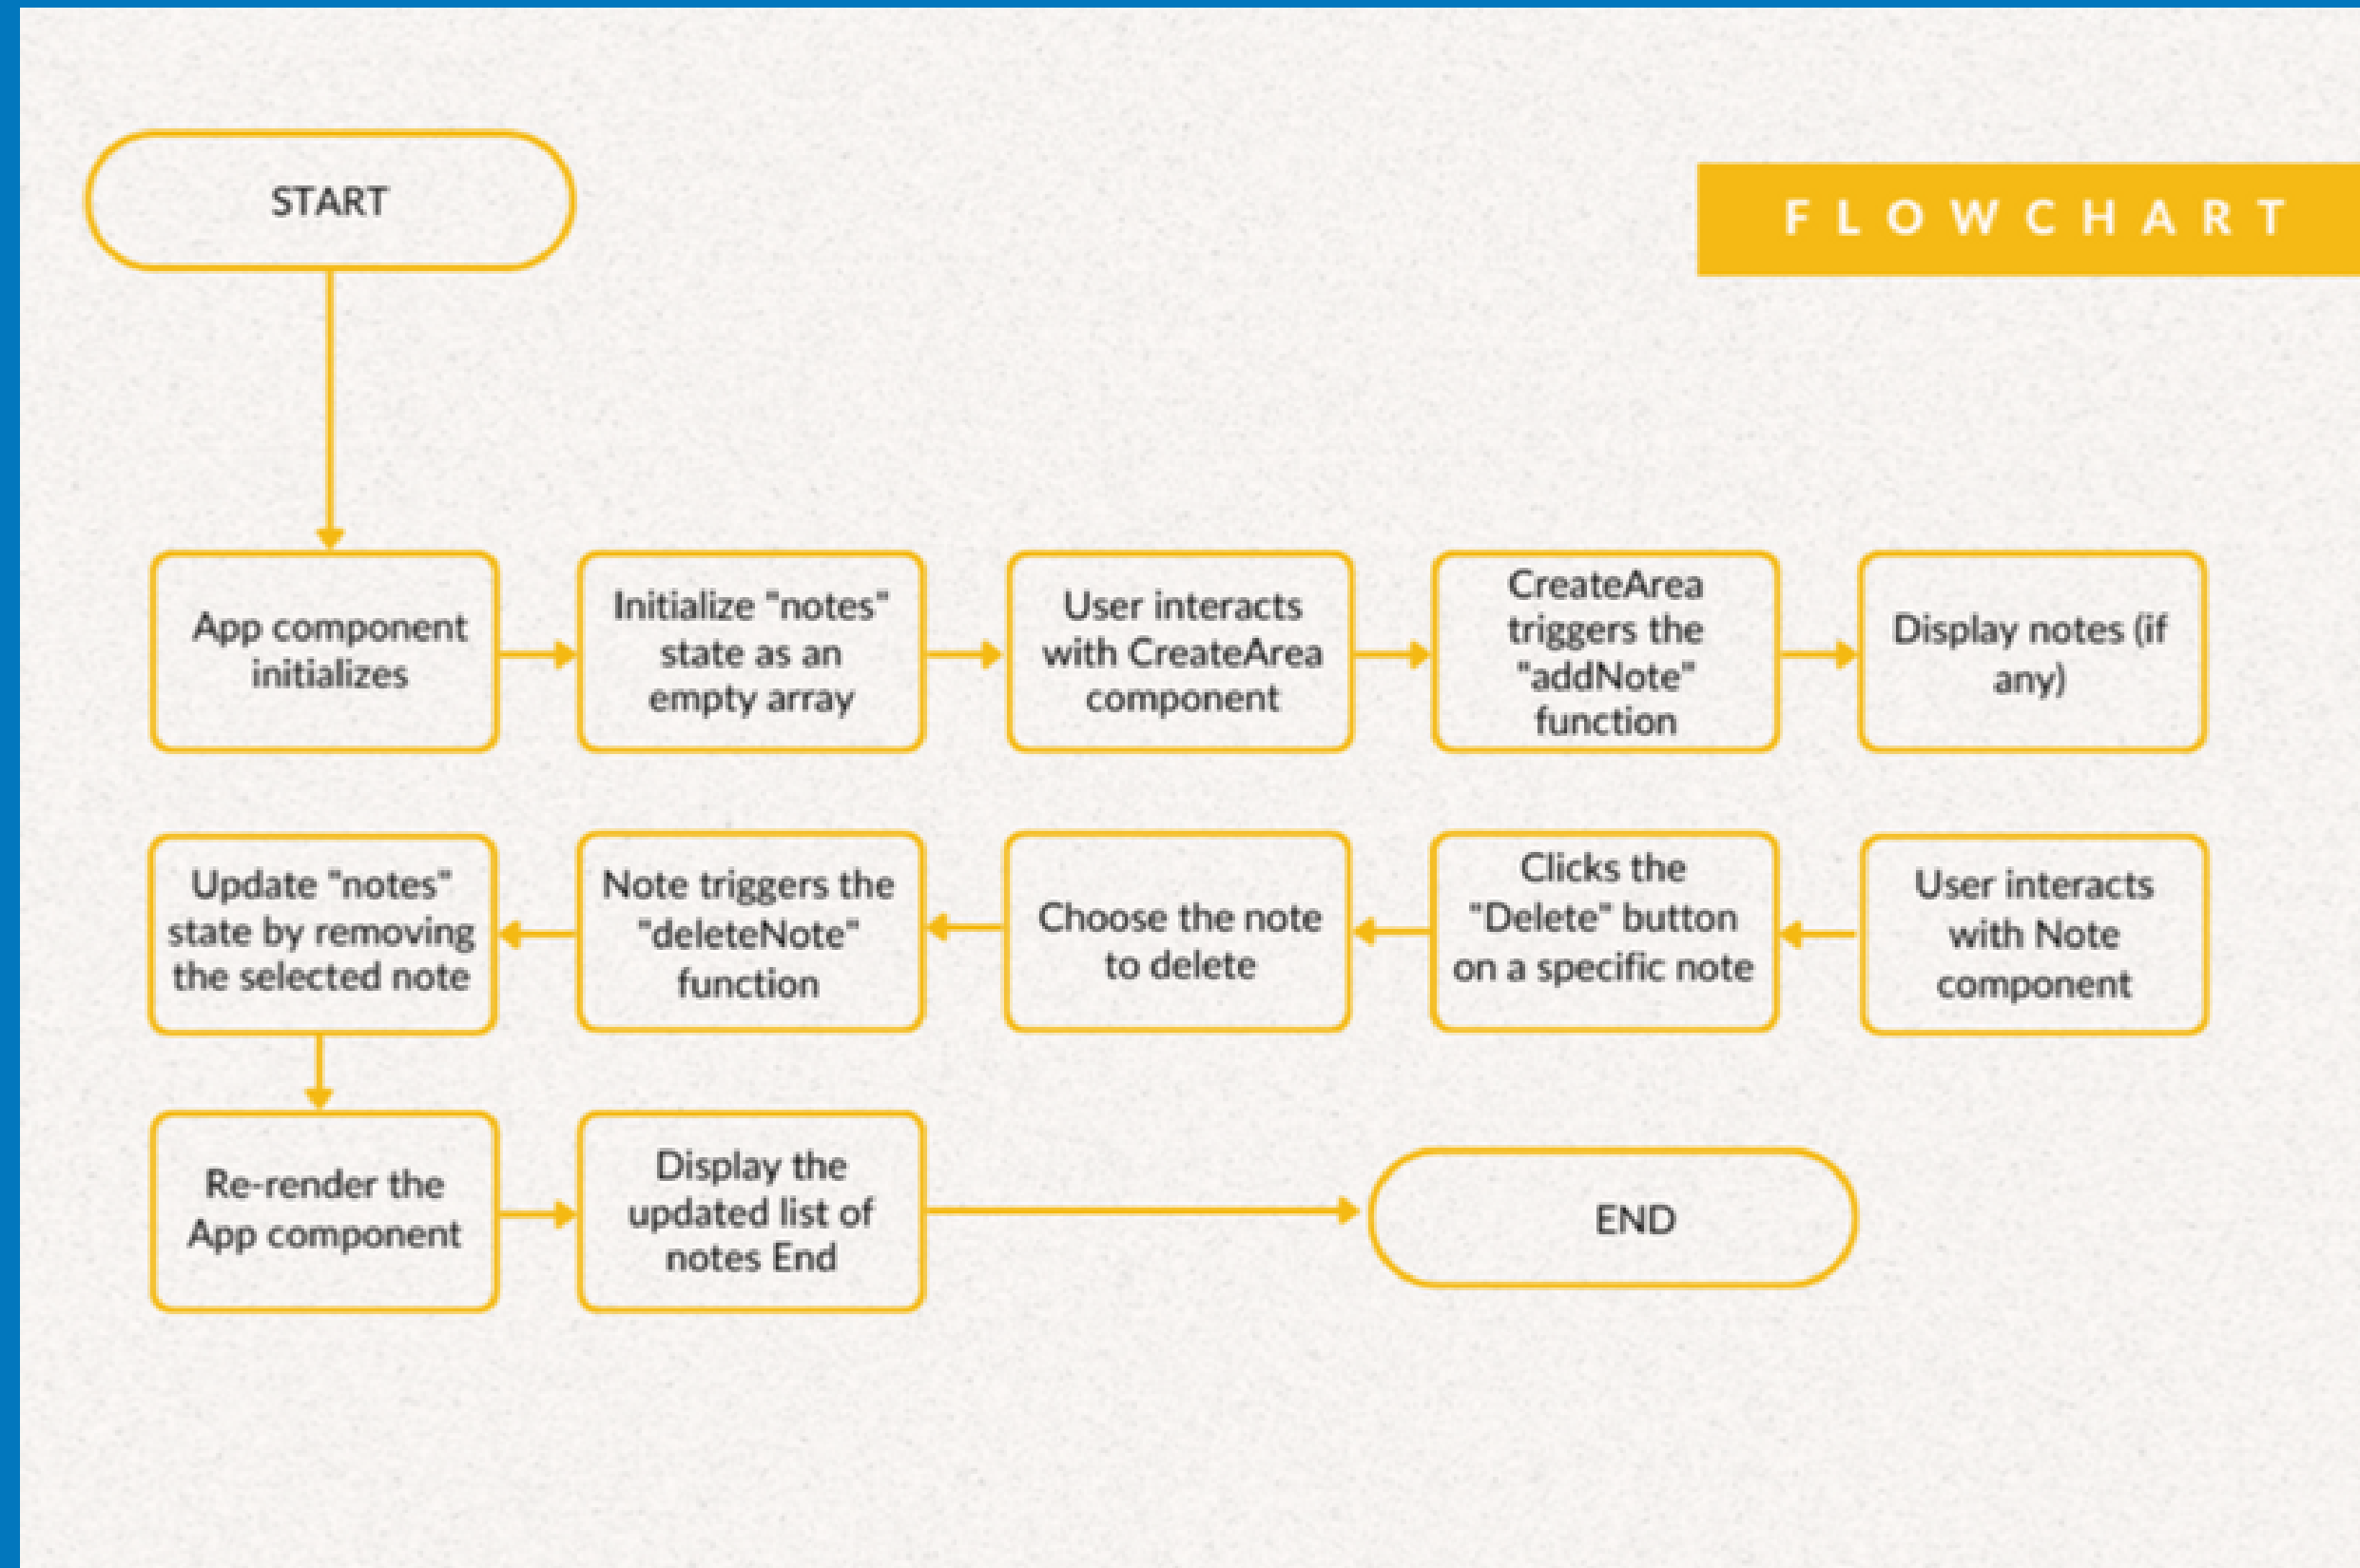 START
FLOWCHART
App component
initializes
Initialize "notes"
state as an
empty array
User interacts
with CreateArea
component
CreateArea
triggers the
"addNote"
function
Display notes (if
any)
User interacts
with Note
component
Clicks the
"Delete" button
on a specific note
Choose the note
to delete
Note triggers the
"deleteNote"
function
Update "notes"
state by removing
the selected note
Re-render the
App component
Display the
updated list of
notes End
END